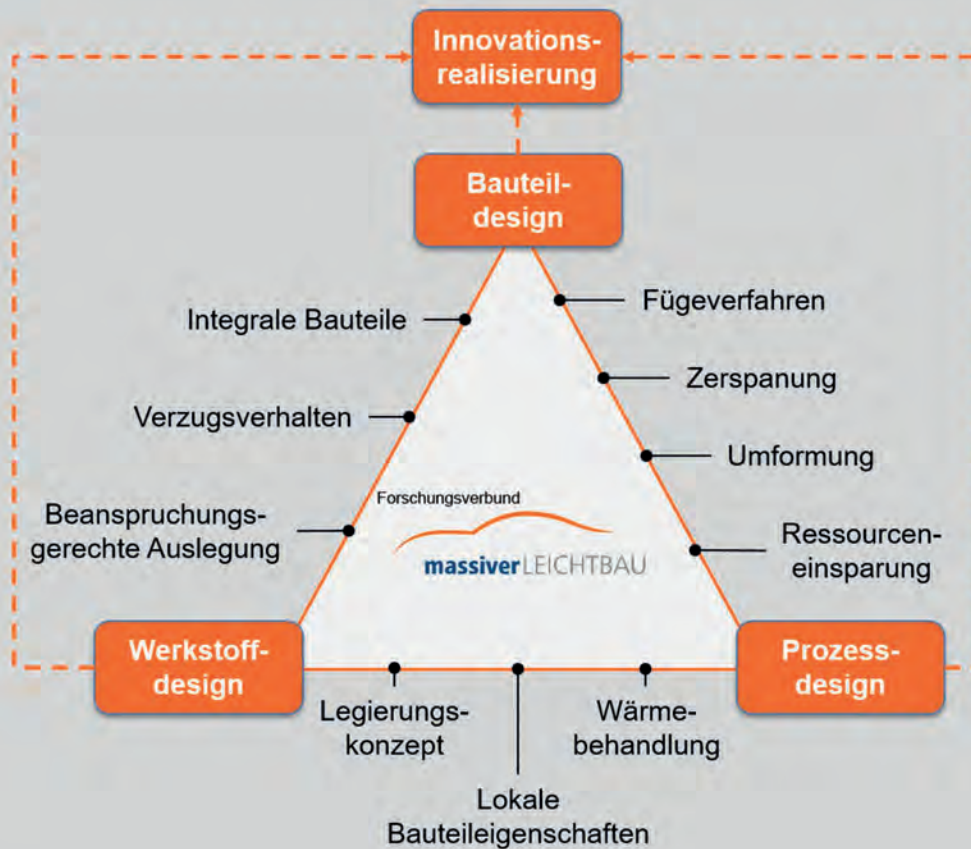 Innovations-
realisierung
Bauteil-
design
Integrale Bauteile
Fügeverfahren
Zerspanung
Verzugsverhalten
Umformung
Forschungsverbund
massiverLEICHTBAU
Beanspruchungs-
gerechte Auslegung
Ressourcen-
einsparung
Werkstoff-
design
Prozess-
design
Legierungs-
konzept
Wärme-
behandlung
Lokale
Bauteileigenschaften